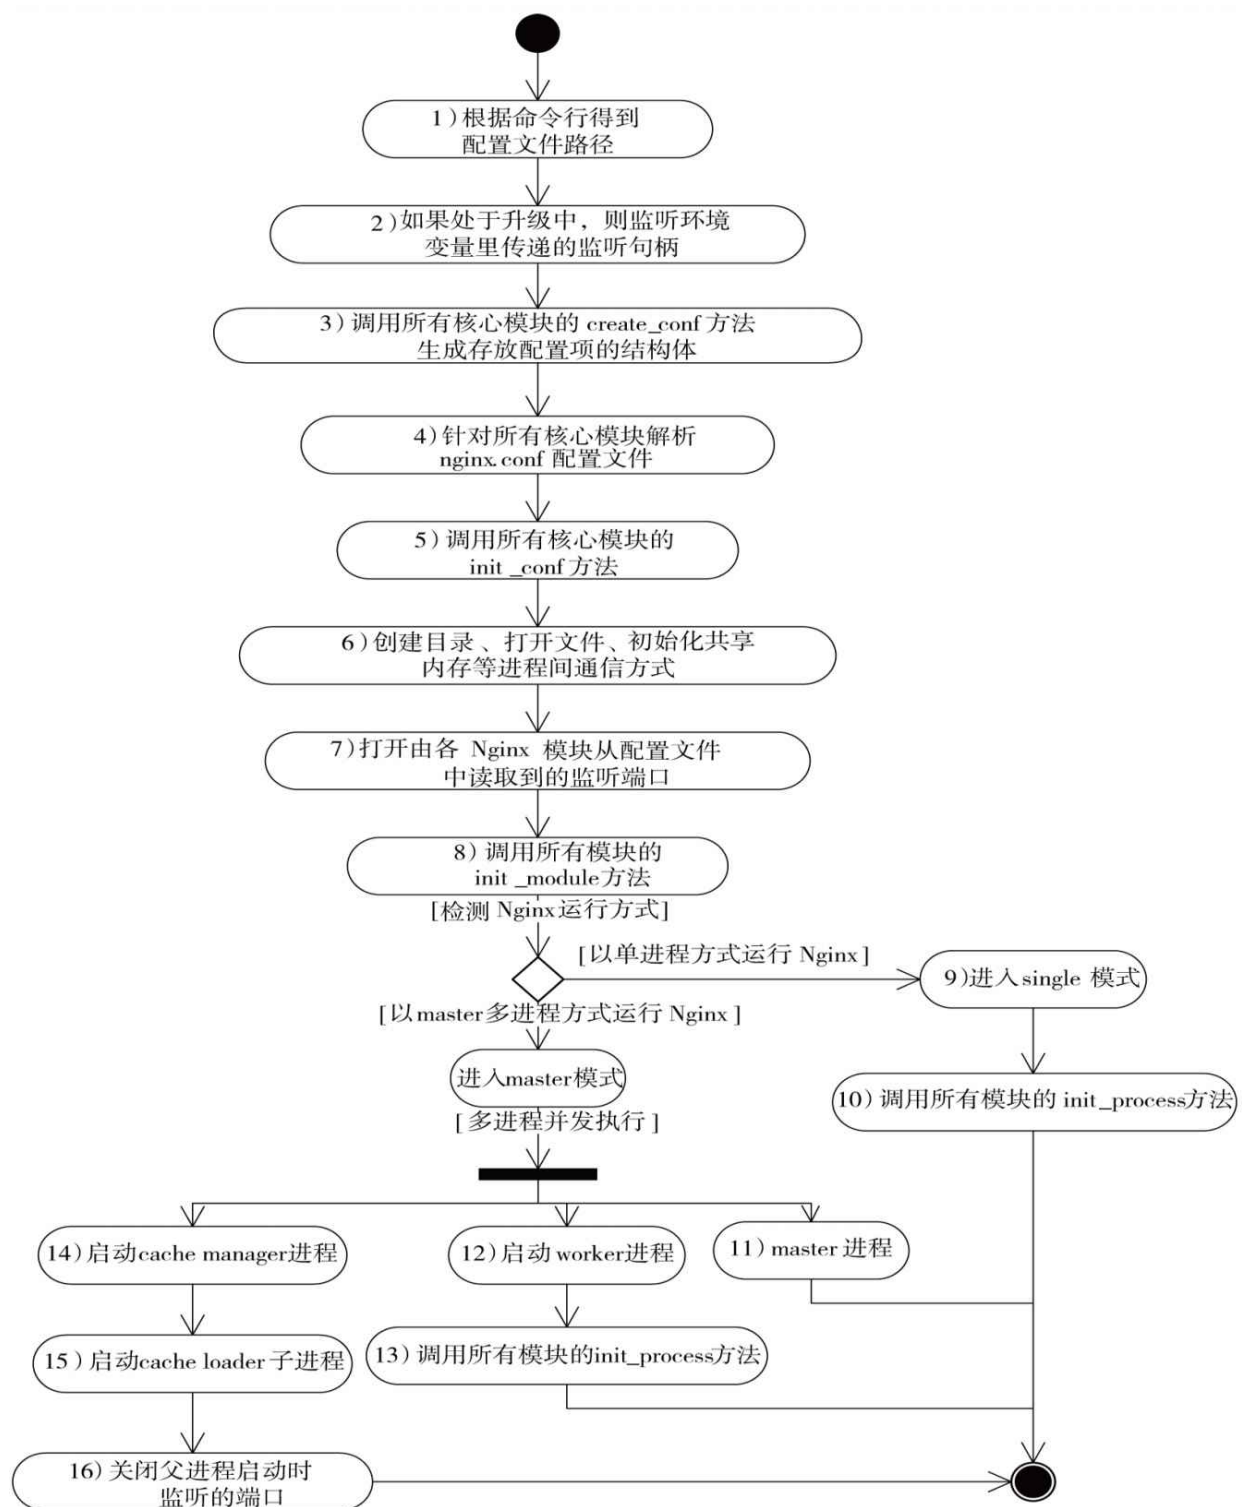 1)根据命令行得到
配置文件路径
2)如果处于升级中，则监听环境
变量里传递的监听句柄
3)调用所有核心模块的 create_conf 方法
生成存放配置项的结构体
4)针对所有核心模块解析
nginx.conf 配置文件
5)调用所有核心模块的
init _conf 方法
6)创建目录、打开文件、初始化共享
内存等进程间通信方式
7)打开由各 Nginx 模块从配置文件
中读取到的监听端口
8)调用所有模块的
init _module方法
[检测 Nginx运行方式]
[以单进程方式运行 Nginx]
9)进入single 模式
[以master多进程方式运行 Nginx]
进入master模式
10)调用所有模块的 init_process方法
[多进程并发执行]
14)启动cache manager进程
12)启动 worker进程
11)master 进程
15)启动cache loader 子进程
13)调用所有模块的init_process方法
16)关闭父进程启动时
监听的端口